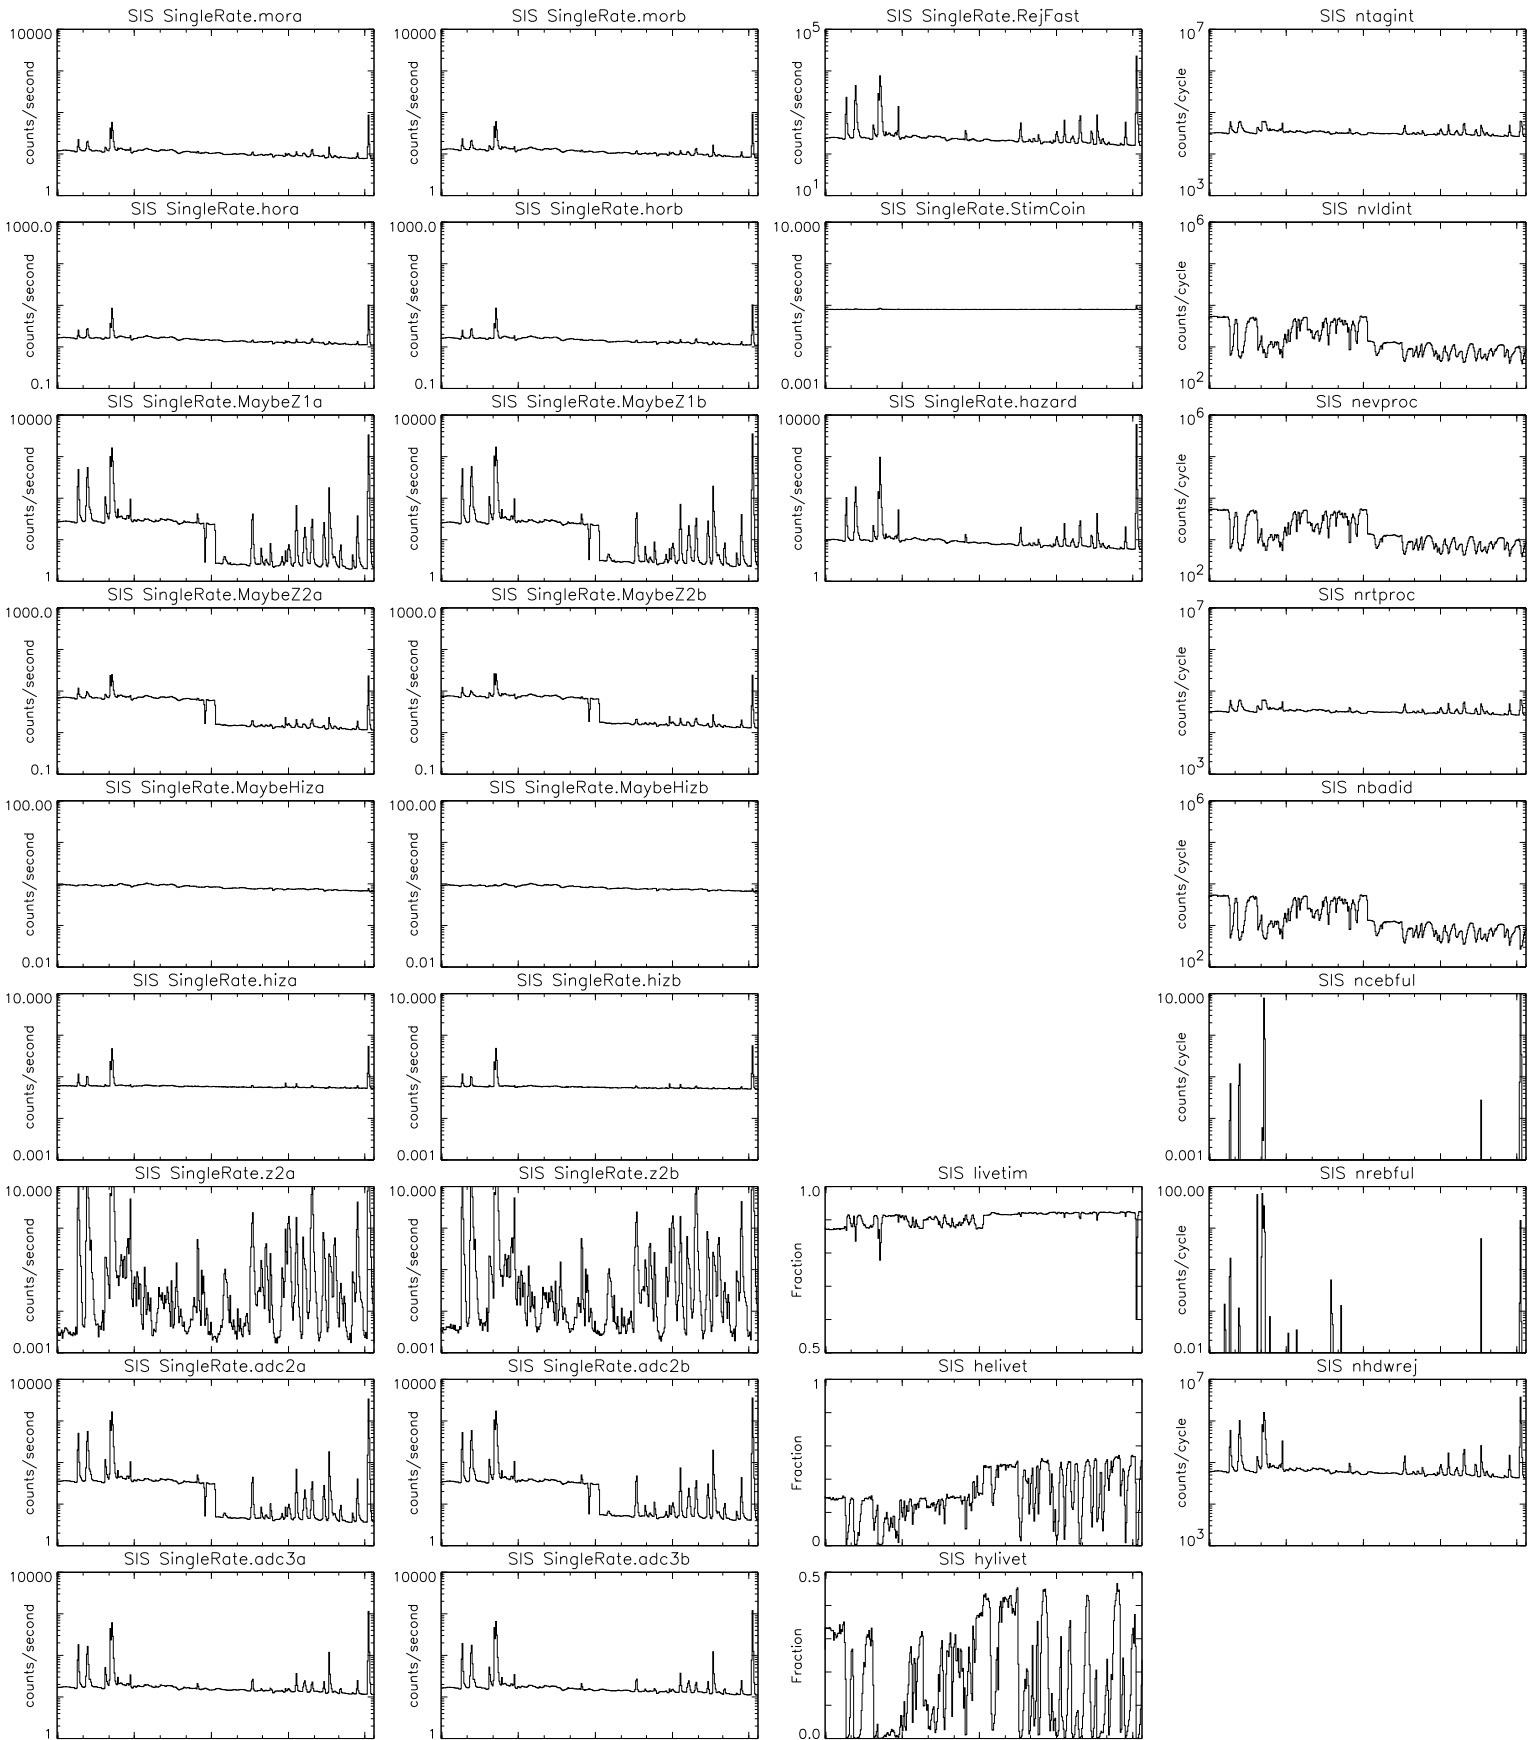 SIS SingleRate.mora
10000
counts/second
1
SIS SingleRate.morb
10000
counts/second
1
SIS SingleRate.RejFast
10^5
counts/second
10^1
SIS ntagint
10^7
counts/cycle
10^3
SIS SingleRate.hora
1000.0
counts/second
0.1
SIS SingleRate.horb
1000.0
counts/second
0.1
SIS SingleRate.StimCoin
10.000
counts/second
0.001
SIS nvldint
10^6
counts/cycle
10^2
SIS SingleRate.MaybeZ1a
10000
counts/second
1
SIS SingleRate.MaybeZ1b
10000
counts/second
1
SIS SingleRate.hazard
10000
counts/second
1
SIS nevproc
10^6
counts/cycle
10^2
SIS SingleRate.MaybeZ2a
1000.0
counts/second
0.1
SIS SingleRate.MaybeZ2b
1000.0
counts/second
0.1
SIS nrtproc
10^7
counts/cycle
10^3
SIS SingleRate.MaybeHiza
100.00
counts/second
0.01
SIS SingleRate.MaybeHizb
100.00
counts/second
0.01
SIS nbadid
10^6
counts/cycle
10^2
SIS SingleRate.hiza
10.000
counts/second
0.001
SIS SingleRate.hizb
10.000
counts/second
0.001
SIS ncebful
10.000
counts/cycle
0.001
SIS SingleRate.z2a
10.000
counts/second
0.001
SIS SingleRate.z2b
10.000
counts/second
0.001
SIS livetim
1.0
Fraction
0.5
SIS nrebful
100.00
counts/cycle
0.01
SIS SingleRate.adc2a
10000
counts/second
1
SIS SingleRate.adc2b
10000
counts/second
1
SIS helivet
1
Fraction
0
SIS nhdwrej
10^7
counts/cycle
10^3
SIS SingleRate.adc3a
10000
counts/second
1
SIS SingleRate.adc3b
10000
counts/second
1
SIS hylivet
0.5
Fraction
0.0